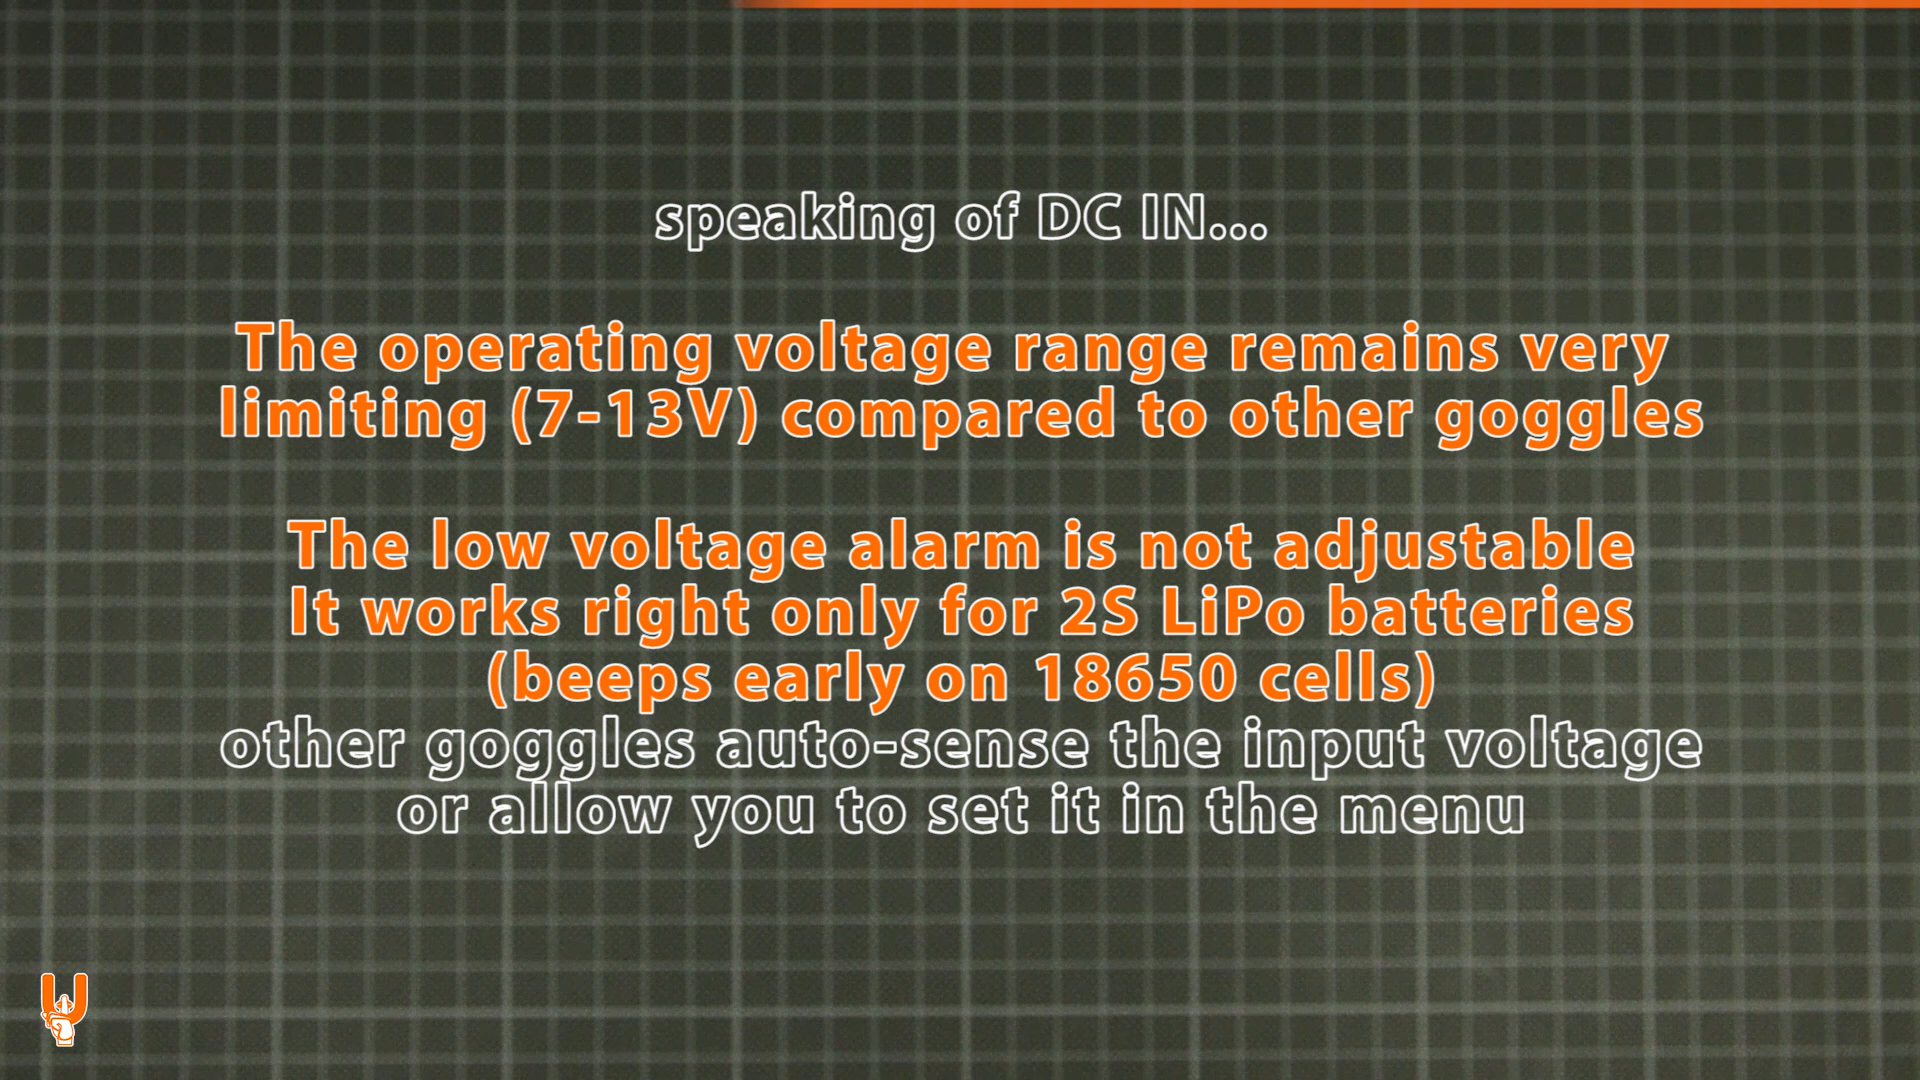 speaking of DC IN...
The operating voltage range remains very
limiting (7-13V) compared to other goggles
The low voltage alarm is not adjustable
It works right only for 2S LiPo batteries
(beeps early on 18650 cells)
other goggles auto-sense the input voltage
or allow you to set it in the menu